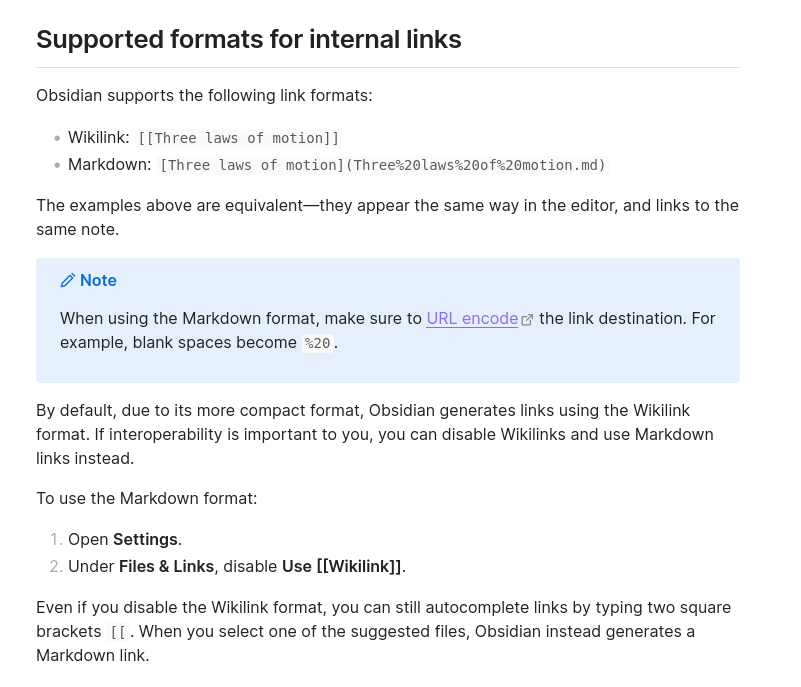 Supported formats for internal links
Obsidian supports the following link formats:
• Wikilink: [[Three laws of motion]]
• Markdown: [Three laws of motion](Three%20laws%20of%20motion.md)
The examples above are equivalent—they appear the same way in the editor, and links to the
same note.
Note
When using the Markdown format, make sure to URL encode the link destination. For
example, blank spaces become %20.
By default, due to its more compact format, Obsidian generates links using the Wikilink
format. If interoperability is important to you, you can disable Wikilinks and use Markdown
links instead.
To use the Markdown format:
1. Open Settings.
2. Under Files & Links, disable Use [[Wikilink]].
Even if you disable the Wikilink format, you can still autocomplete links by typing two square
brackets [[. When you select one of the suggested files, Obsidian instead generates a
Markdown link.